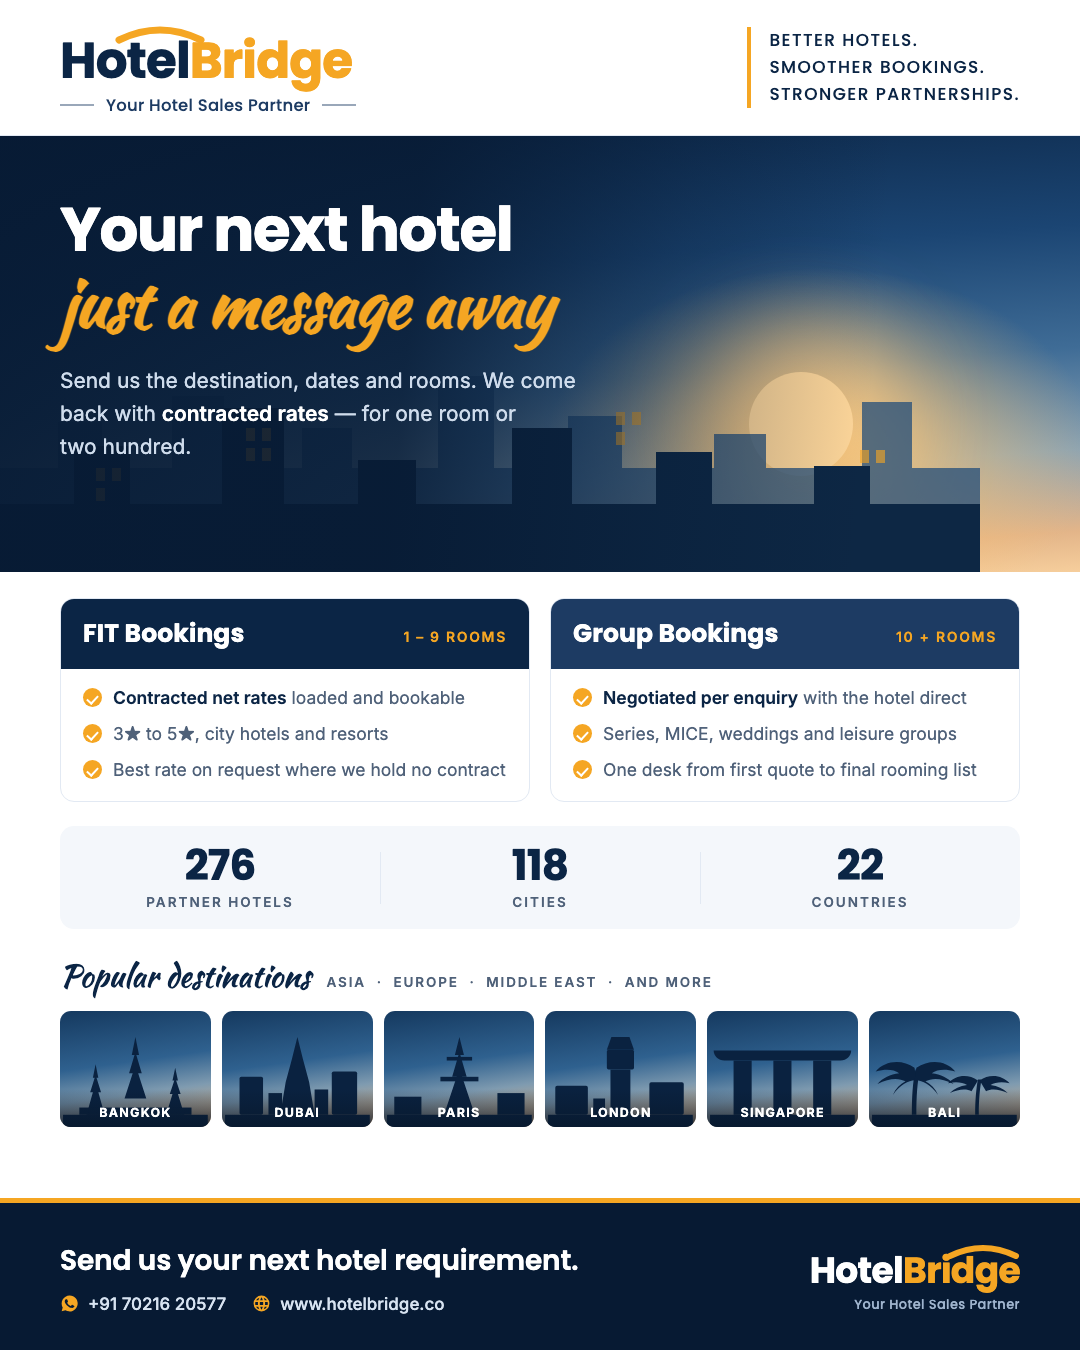 HotelBridge
Your Hotel Sales Partner
BETTER HOTELS.
SMOOTHER BOOKINGS.
STRONGER PARTNERSHIPS.
Your next hotel
just a message away
Send us the destination, dates and rooms. We come
back with contracted rates — for one room or
two hundred.
FIT Bookings
1 – 9 ROOMS
Contracted net rates loaded and bookable
3★ to 5★, city hotels and resorts
Best rate on request where we hold no contract
Group Bookings
10 + ROOMS
Negotiated per enquiry with the hotel direct
Series, MICE, weddings and leisure groups
One desk from first quote to final rooming list
276
PARTNER HOTELS
118
CITIES
22
COUNTRIES
Popular destinations
ASIA · EUROPE · MIDDLE EAST · AND MORE
BANGKOK
DUBAI
PARIS
LONDON
SINGAPORE
BALI
Send us your next hotel requirement.
+91 70216 20577
www.hotelbridge.co
HotelBridge
Your Hotel Sales Partner